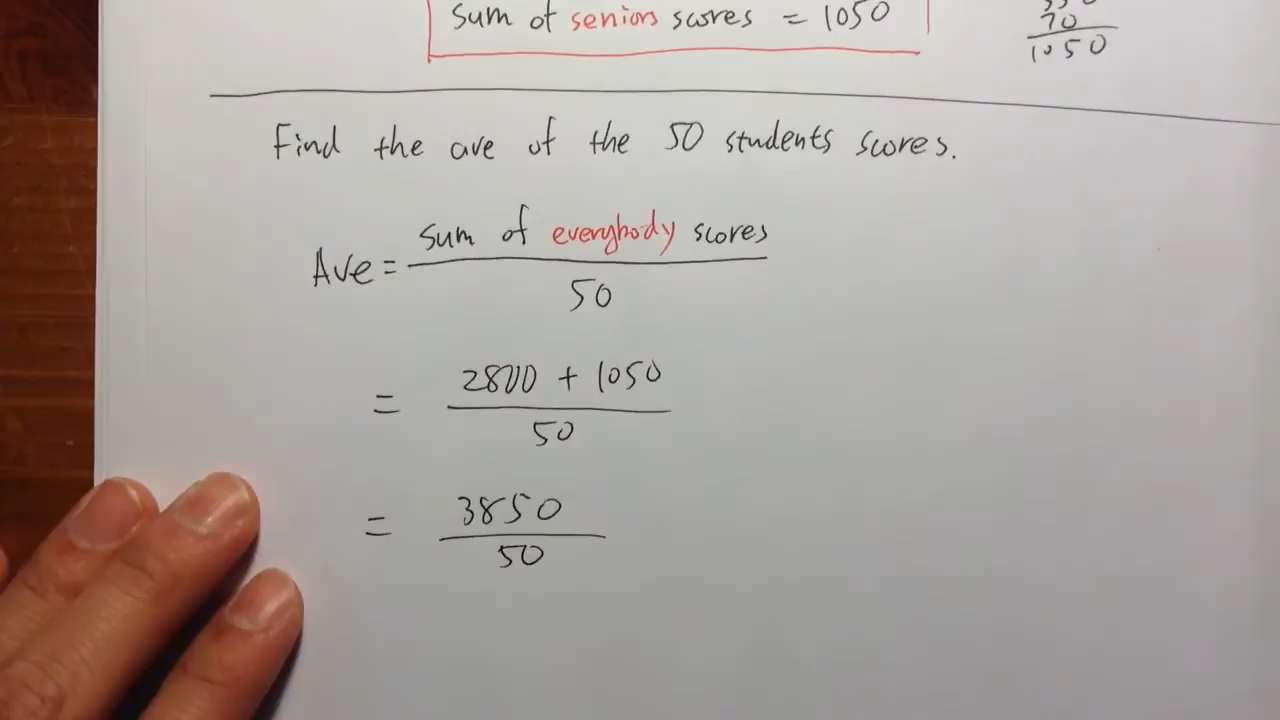 Sum of seniors scores = 1050
70
1050
Find the ave of the 50 students scores.
Ave = sum of everybody scores
50
= 2800 + 1050
50
= 3850
50